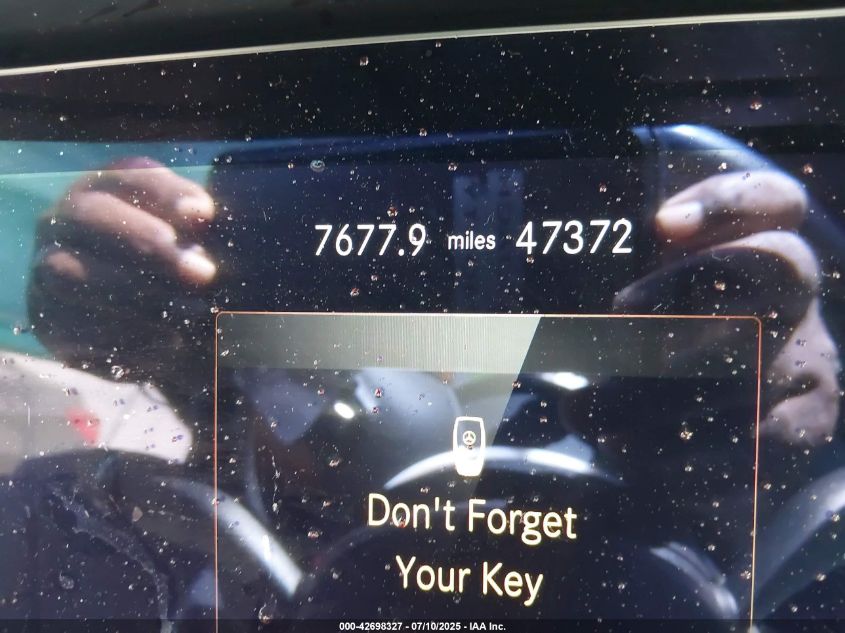 7677.9 miles 47372
Don't Forget
Your Key
000-42698327 - 07/10/2025 - IAA Inc.